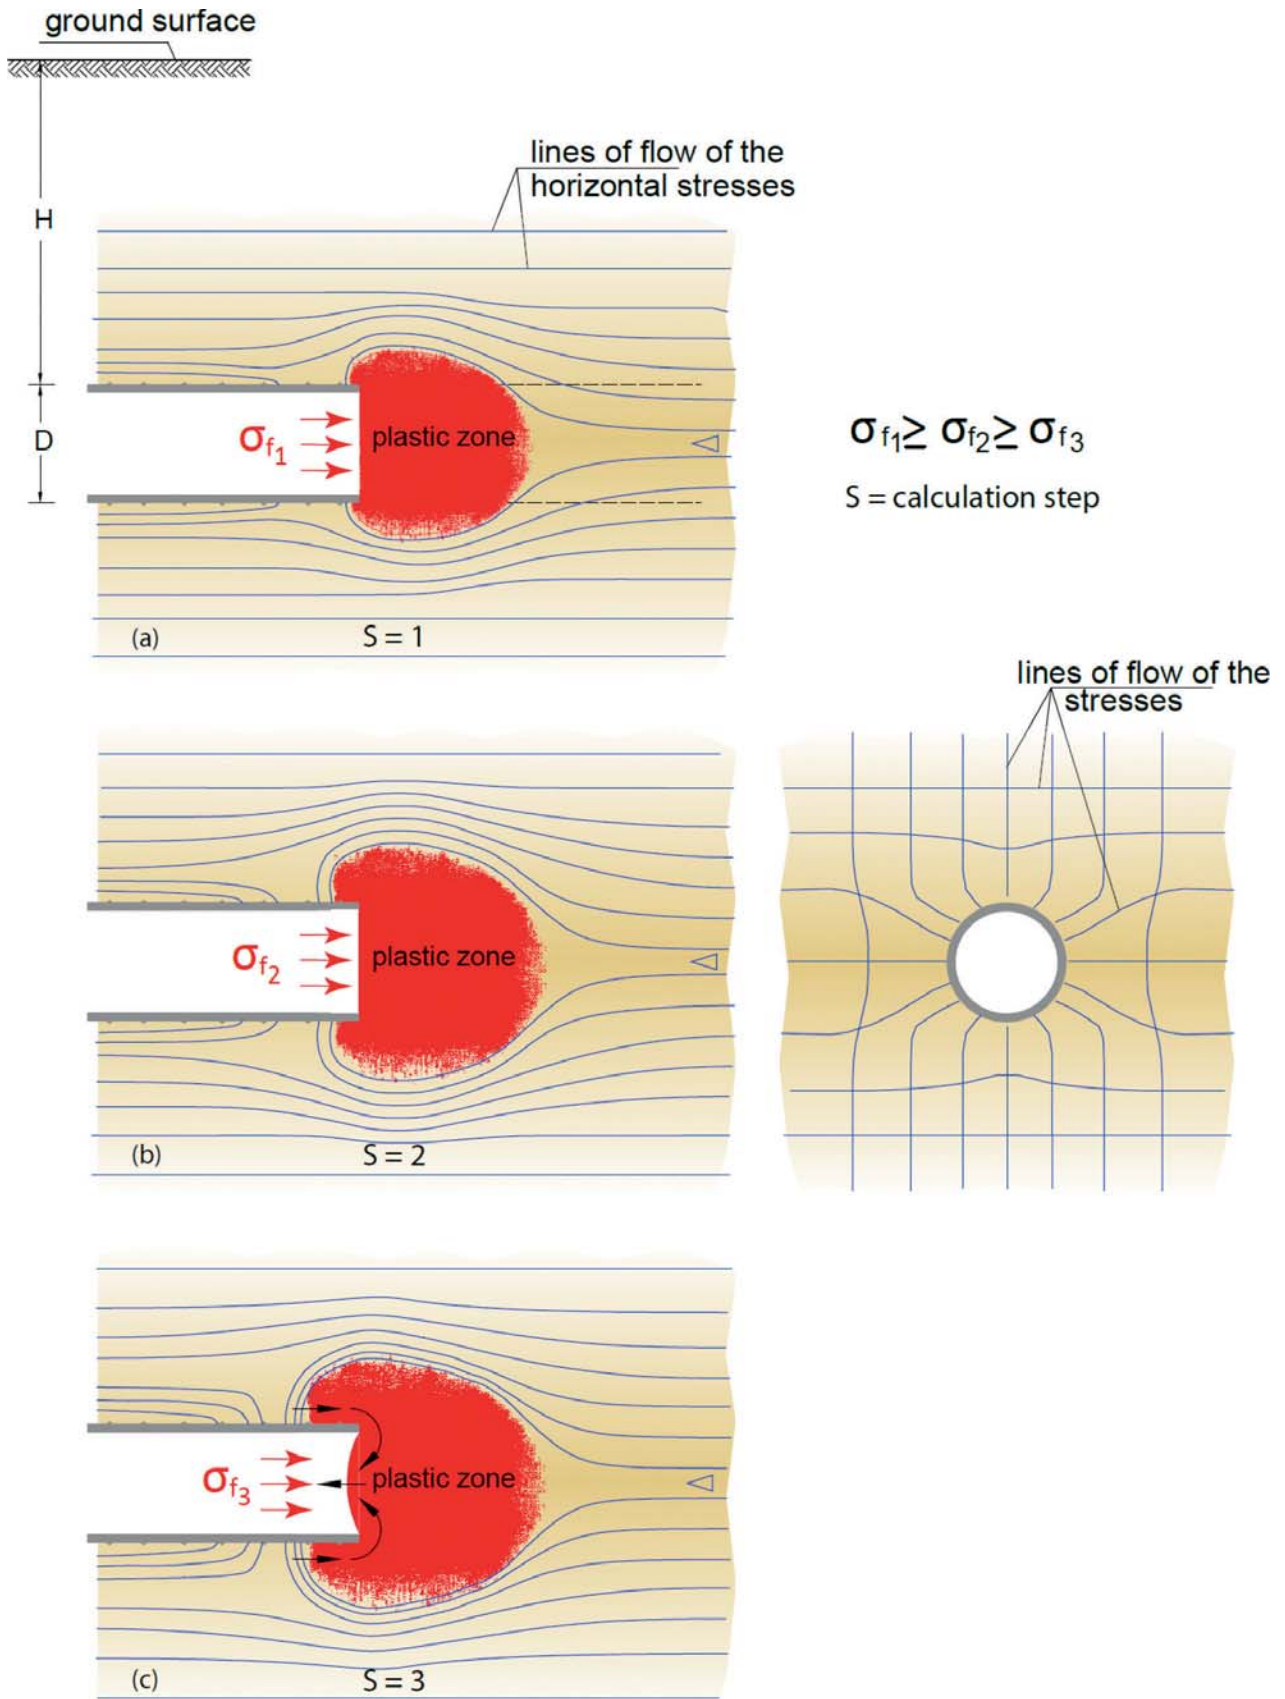 ground surface
lines of flow of the
horizontal stresses
H
D
σf1
plastic zone
σf1 ≥ σf2 ≥ σf3
S = calculation step
(a)
S = 1
lines of flow of the
stresses
σf2
plastic zone
(b)
S = 2
σf3
plastic zone
(c)
S = 3